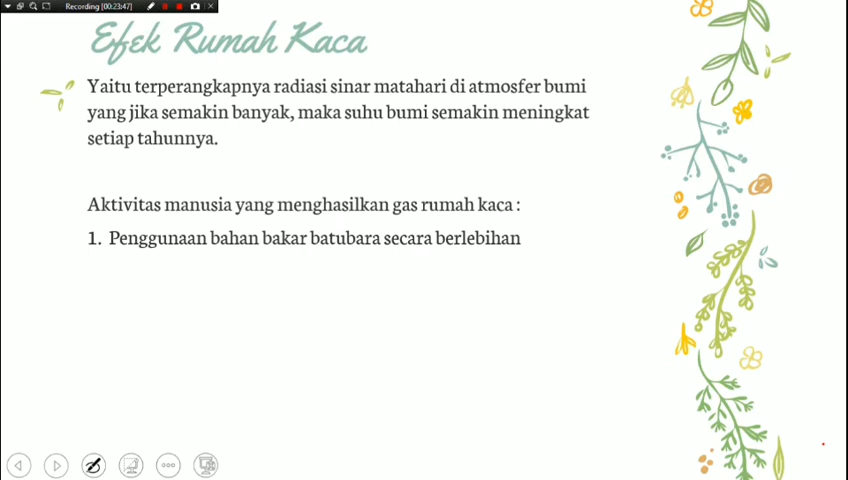 Recording [00:23:47]
Efek Rumah Kaca
Yaitu terperangkapnya radiasi sinar matahari di atmosfer bumi
yang jika semakin banyak, maka suhu bumi semakin meningkat
setiap tahunnya.
Aktivitas manusia yang menghasilkan gas rumah kaca :
1. Penggunaan bahan bakar batubara secara berlebihan